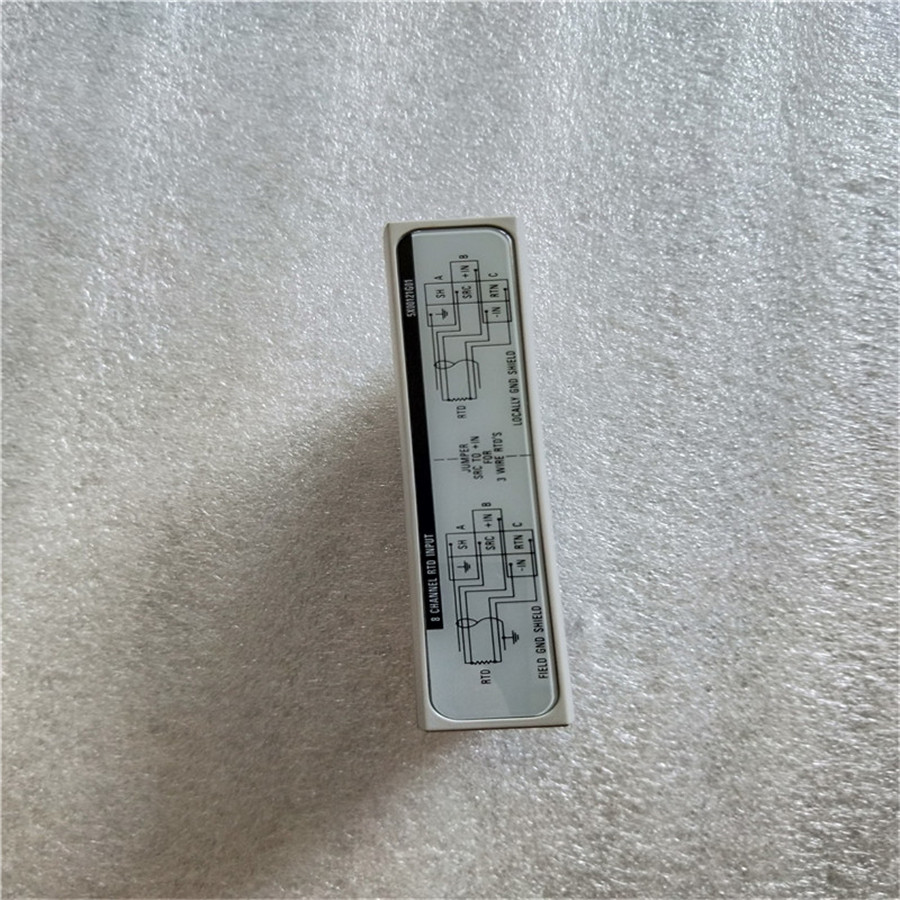 8 CHANNEL RTD INPUT
5X00121G01
SH
A
SRC
+IN
B
-IN
RTN
C
RTD
FIELD GND SHIELD
JUMPER
SRC TO +IN
FOR
3 WIRE RTD'S
SH
A
SRC
+IN
B
-IN
RTN
C
RTD
LOCALLY GND SHIELD